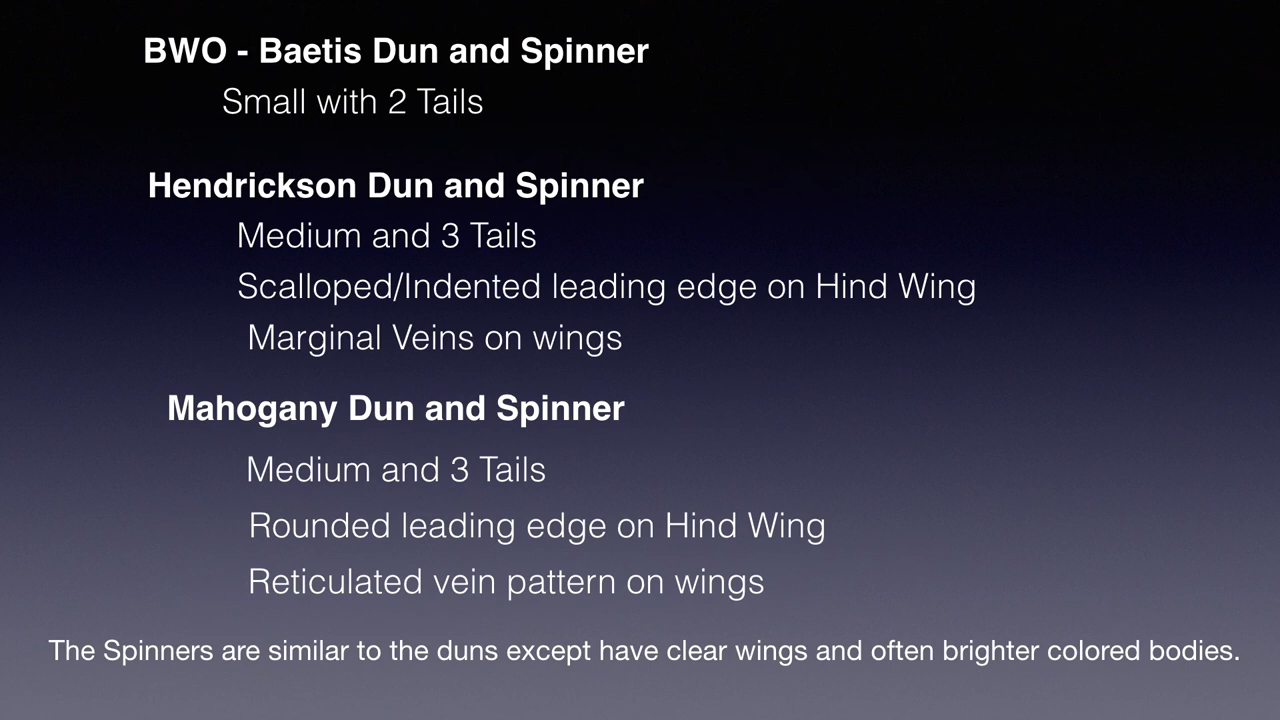 BWO - Baetis Dun and Spinner
Small with 2 Tails
Hendrickson Dun and Spinner
Medium and 3 Tails
Scalloped/Indented leading edge on Hind Wing
Marginal Veins on wings
Mahogany Dun and Spinner
Medium and 3 Tails
Rounded leading edge on Hind Wing
Reticulated vein pattern on wings
The Spinners are similar to the duns except have clear wings and often brighter colored bodies.